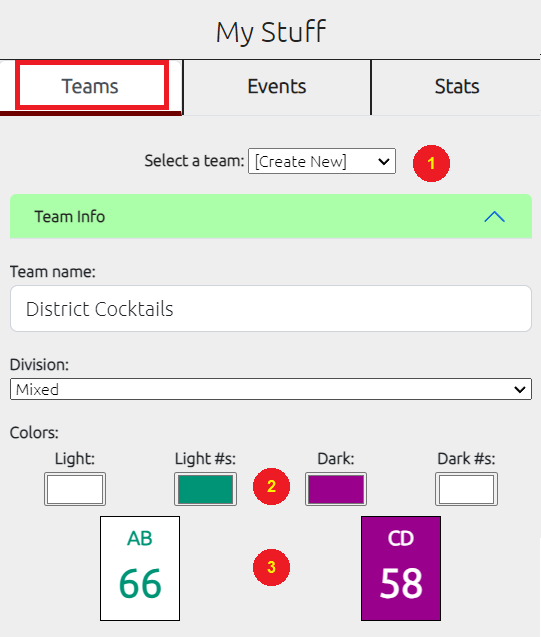 My Stuff
Teams Events Stats
Select a team: [Create New] 1
Team Info
Team name:
District Cocktails
Division:
Mixed
Colors:
Light: Light #s: Dark: Dark #s:
2
AB CD
3
66 58